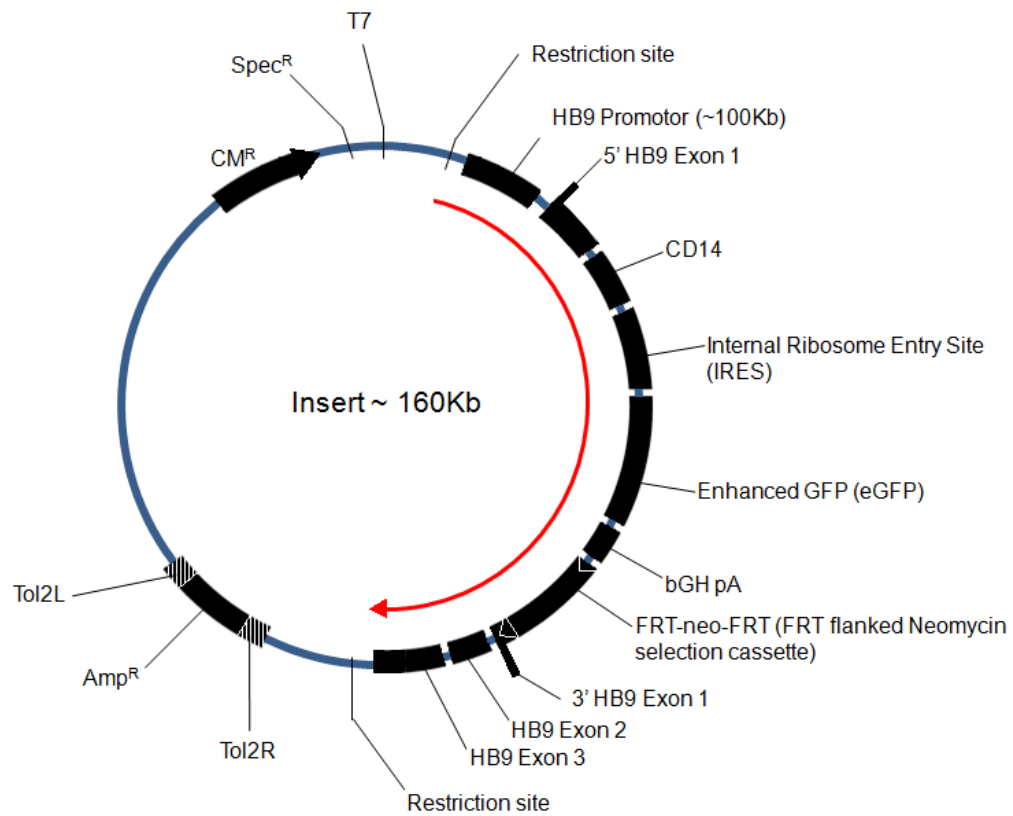 T7
Spec^R
Restriction site
HB9 Promotor (~100Kb)
CM^R
5' HB9 Exon 1
CD14
Internal Ribosome Entry Site
(IRES)
Insert ~ 160Kb
Enhanced GFP (eGFP)
bGH pA
Tol2L
FRT-neo-FRT (FRT flanked Neomycin
selection cassette)
Amp^R
3' HB9 Exon 1
HB9 Exon 2
Tol2R
HB9 Exon 3
Restriction site